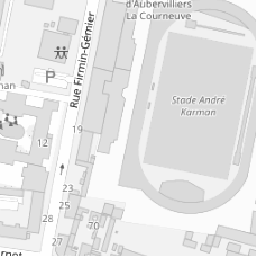 d'Aubervilliers
La Courneuve
P
Rue Firmin-Gémier
Stade André
Karman
19
12
23
25
28
27
70